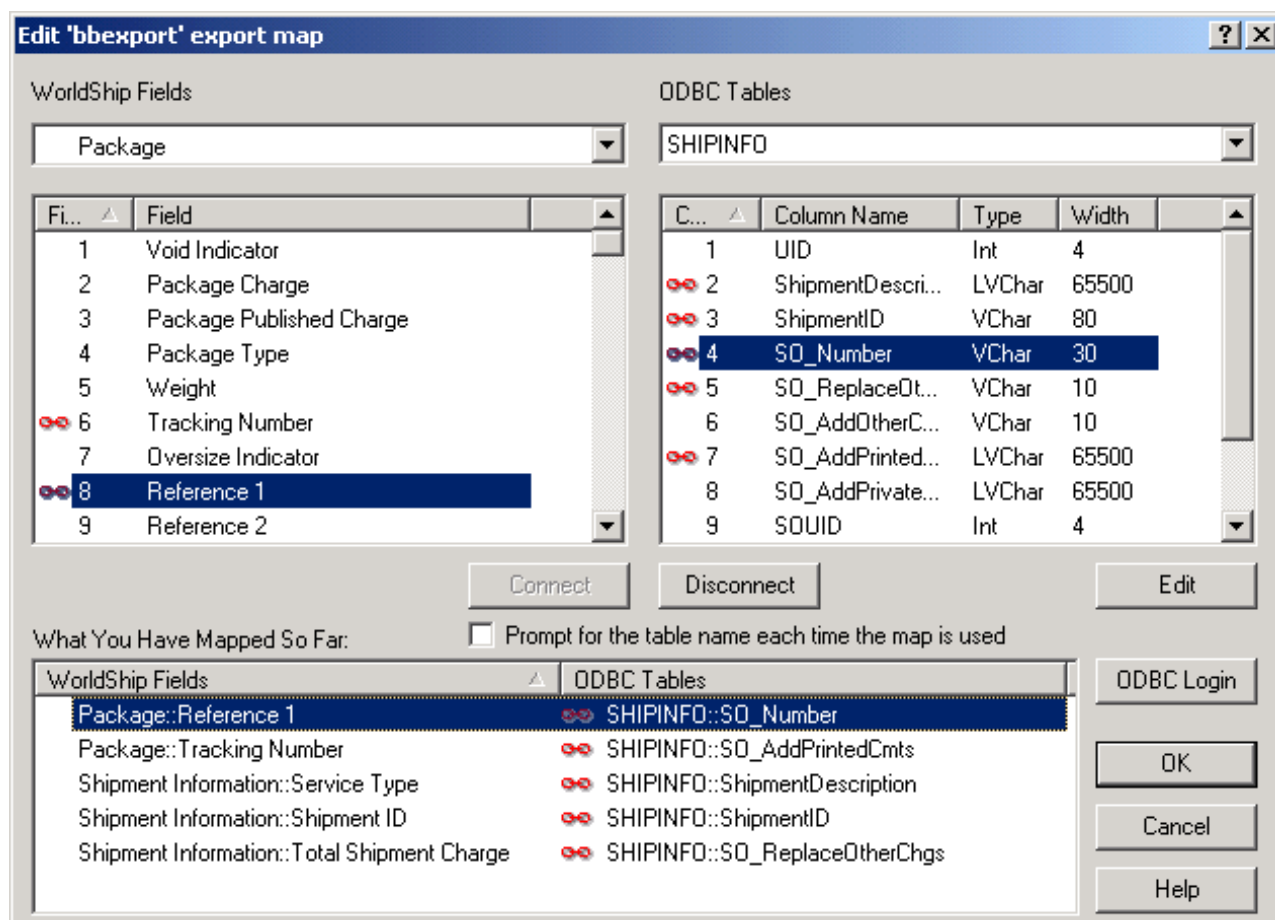 Edit 'bbexport' export map
WorldShip Fields ODBC Tables
Package SHIPINFO
Fi... Field C... Column Name Type Width
1 Void Indicator 1 UID Int 4
2 Package Charge 2 ShipmentDescri... LVChar 65500
3 Package Published Charge 3 ShipmentID VChar 80
4 Package Type 4 SO_Number VChar 30
5 Weight 5 SO_ReplaceOt... VChar 10
6 Tracking Number 6 SO_AddOtherC... VChar 10
7 Oversize Indicator 7 SO_AddPrinted... LVChar 65500
8 Reference 1 8 SO_AddPrivate... LVChar 65500
9 Reference 2 9 SOUID Int 4
Connect Disconnect Edit
What You Have Mapped So Far: Prompt for the table name each time the map is used
WorldShip Fields ODBC Tables ODBC Login
Package::Reference 1 SHIPINFO::SO_Number
Package::Tracking Number SHIPINFO::SO_AddPrintedCmts
OK
Shipment Information::Service Type SHIPINFO::ShipmentDescription
Shipment Information::Shipment ID SHIPINFO::ShipmentID
Cancel
Shipment Information::Total Shipment Charge SHIPINFO::SO_ReplaceOtherChgs
Help